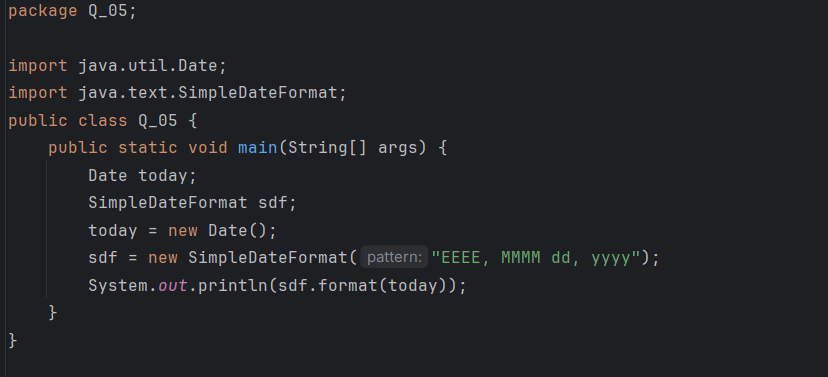 package Q_05;
import java.util.Date;
import java.text.SimpleDateFormat;
public class Q_05 {
    public static void main(String[] args) {
        Date today;
        SimpleDateFormat sdf;
        today = new Date();
        sdf = new SimpleDateFormat( pattern: "EEEE, MMMM dd, yyyy");
        System.out.println(sdf.format(today));
    }
}